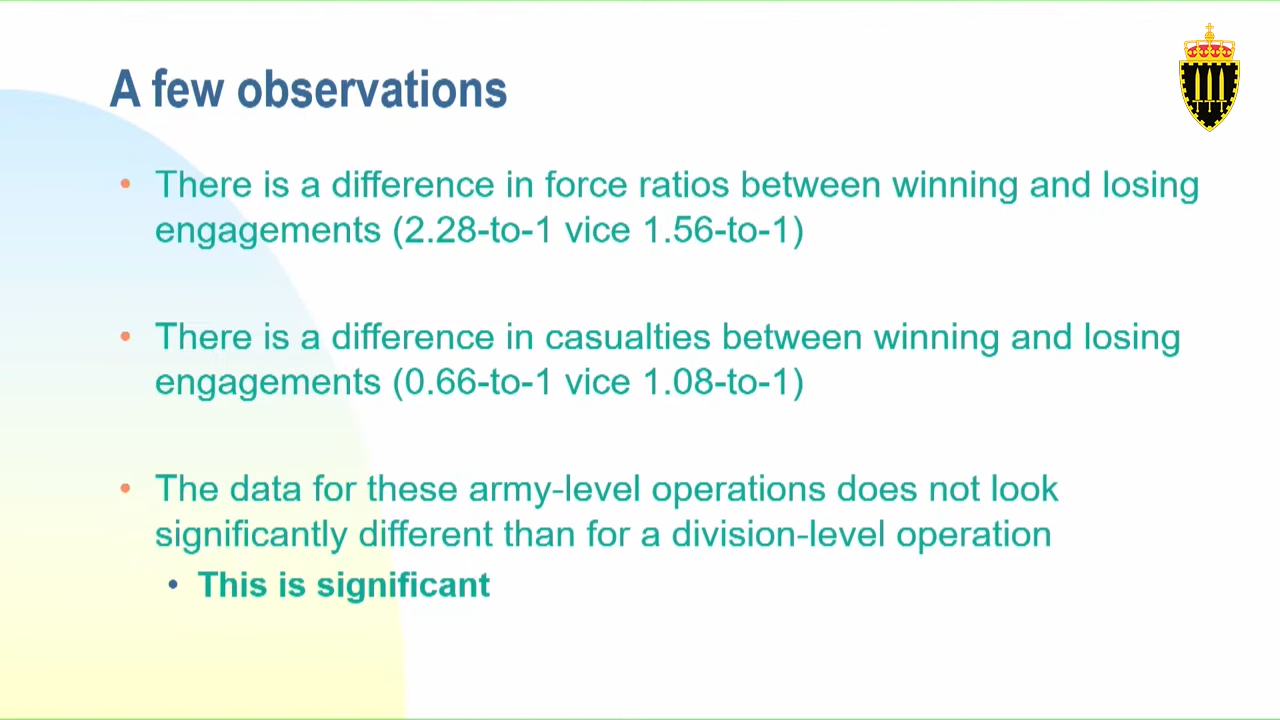 A few observations
• There is a difference in force ratios between winning and losing
engagements (2.28-to-1 vice 1.56-to-1)
• There is a difference in casualties between winning and losing
engagements (0.66-to-1 vice 1.08-to-1)
• The data for these army-level operations does not look
significantly different than for a division-level operation
• This is significant